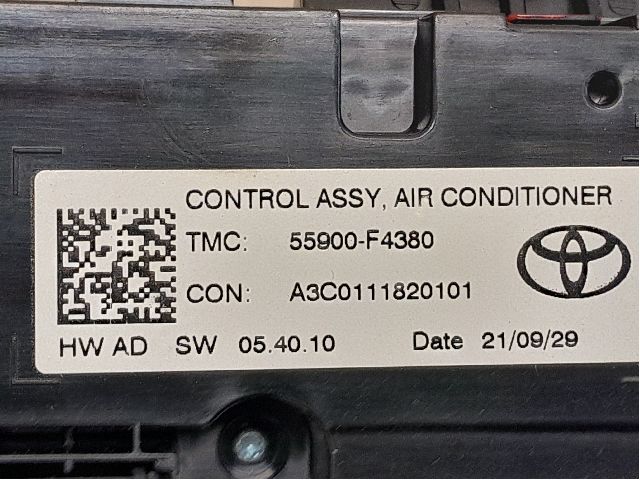 CONTROL ASSY, AIR CONDITIONER
TMC: 55900-F4380
CON: A3C0111820101
HW AD SW 05.40.10 Date 21/09/29